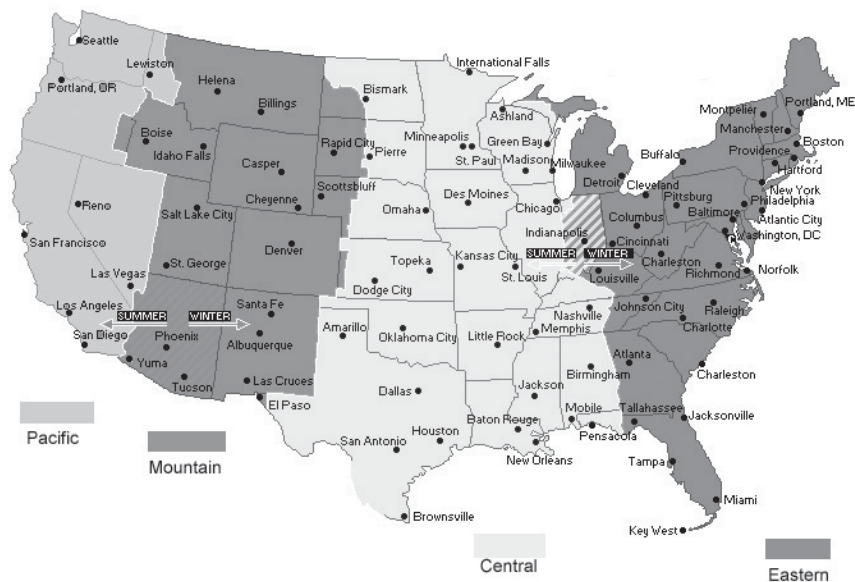 Seattle
Lewiston
Portland, OR
Helena
Billings
Boise
Idaho Falls
Casper
Cheyenne
Rapid City
Scottsbluff
Bismark
Pierre
International Falls
Minneapolis
St. Paul
Ashland
Green Bay
Madison
Milwaukee
Montpelier
Portland, ME
Manchester
Boston
Providence
Hartford
Buffalo
Detroit
Cleveland
New York
Pittsburg
Philadelphia
Baltimore
Atlantic City
Washington, DC
Columbus
Reno
Salt Lake City
San Francisco
St. George
Denver
Omaha
Des Moines
Chicago
Indianapolis
SUMMER WINTER
Cincinnati
Charleston
Richmond
Norfolk
Louisville
Las Vegas
Los Angeles
SUMMER WINTER
San Diego
Phoenix
Yuma
Tucson
Santa Fe
Albuquerque
Las Cruces
El Paso
Topeka
Kansas City
St. Louis
Dodge City
Amarillo
Oklahoma City
Little Rock
Nashville
Memphis
Johnson City
Raleigh
Charlotte
Atlanta
Birmingham
Charleston
Dallas
Jackson
Mobile
Baton Rouge
Tallahassee
Jacksonville
Pensacola
San Antonio
Houston
New Orleans
Tampa
Miami
Brownsville
Key West
Pacific
Mountain
Central
Eastern